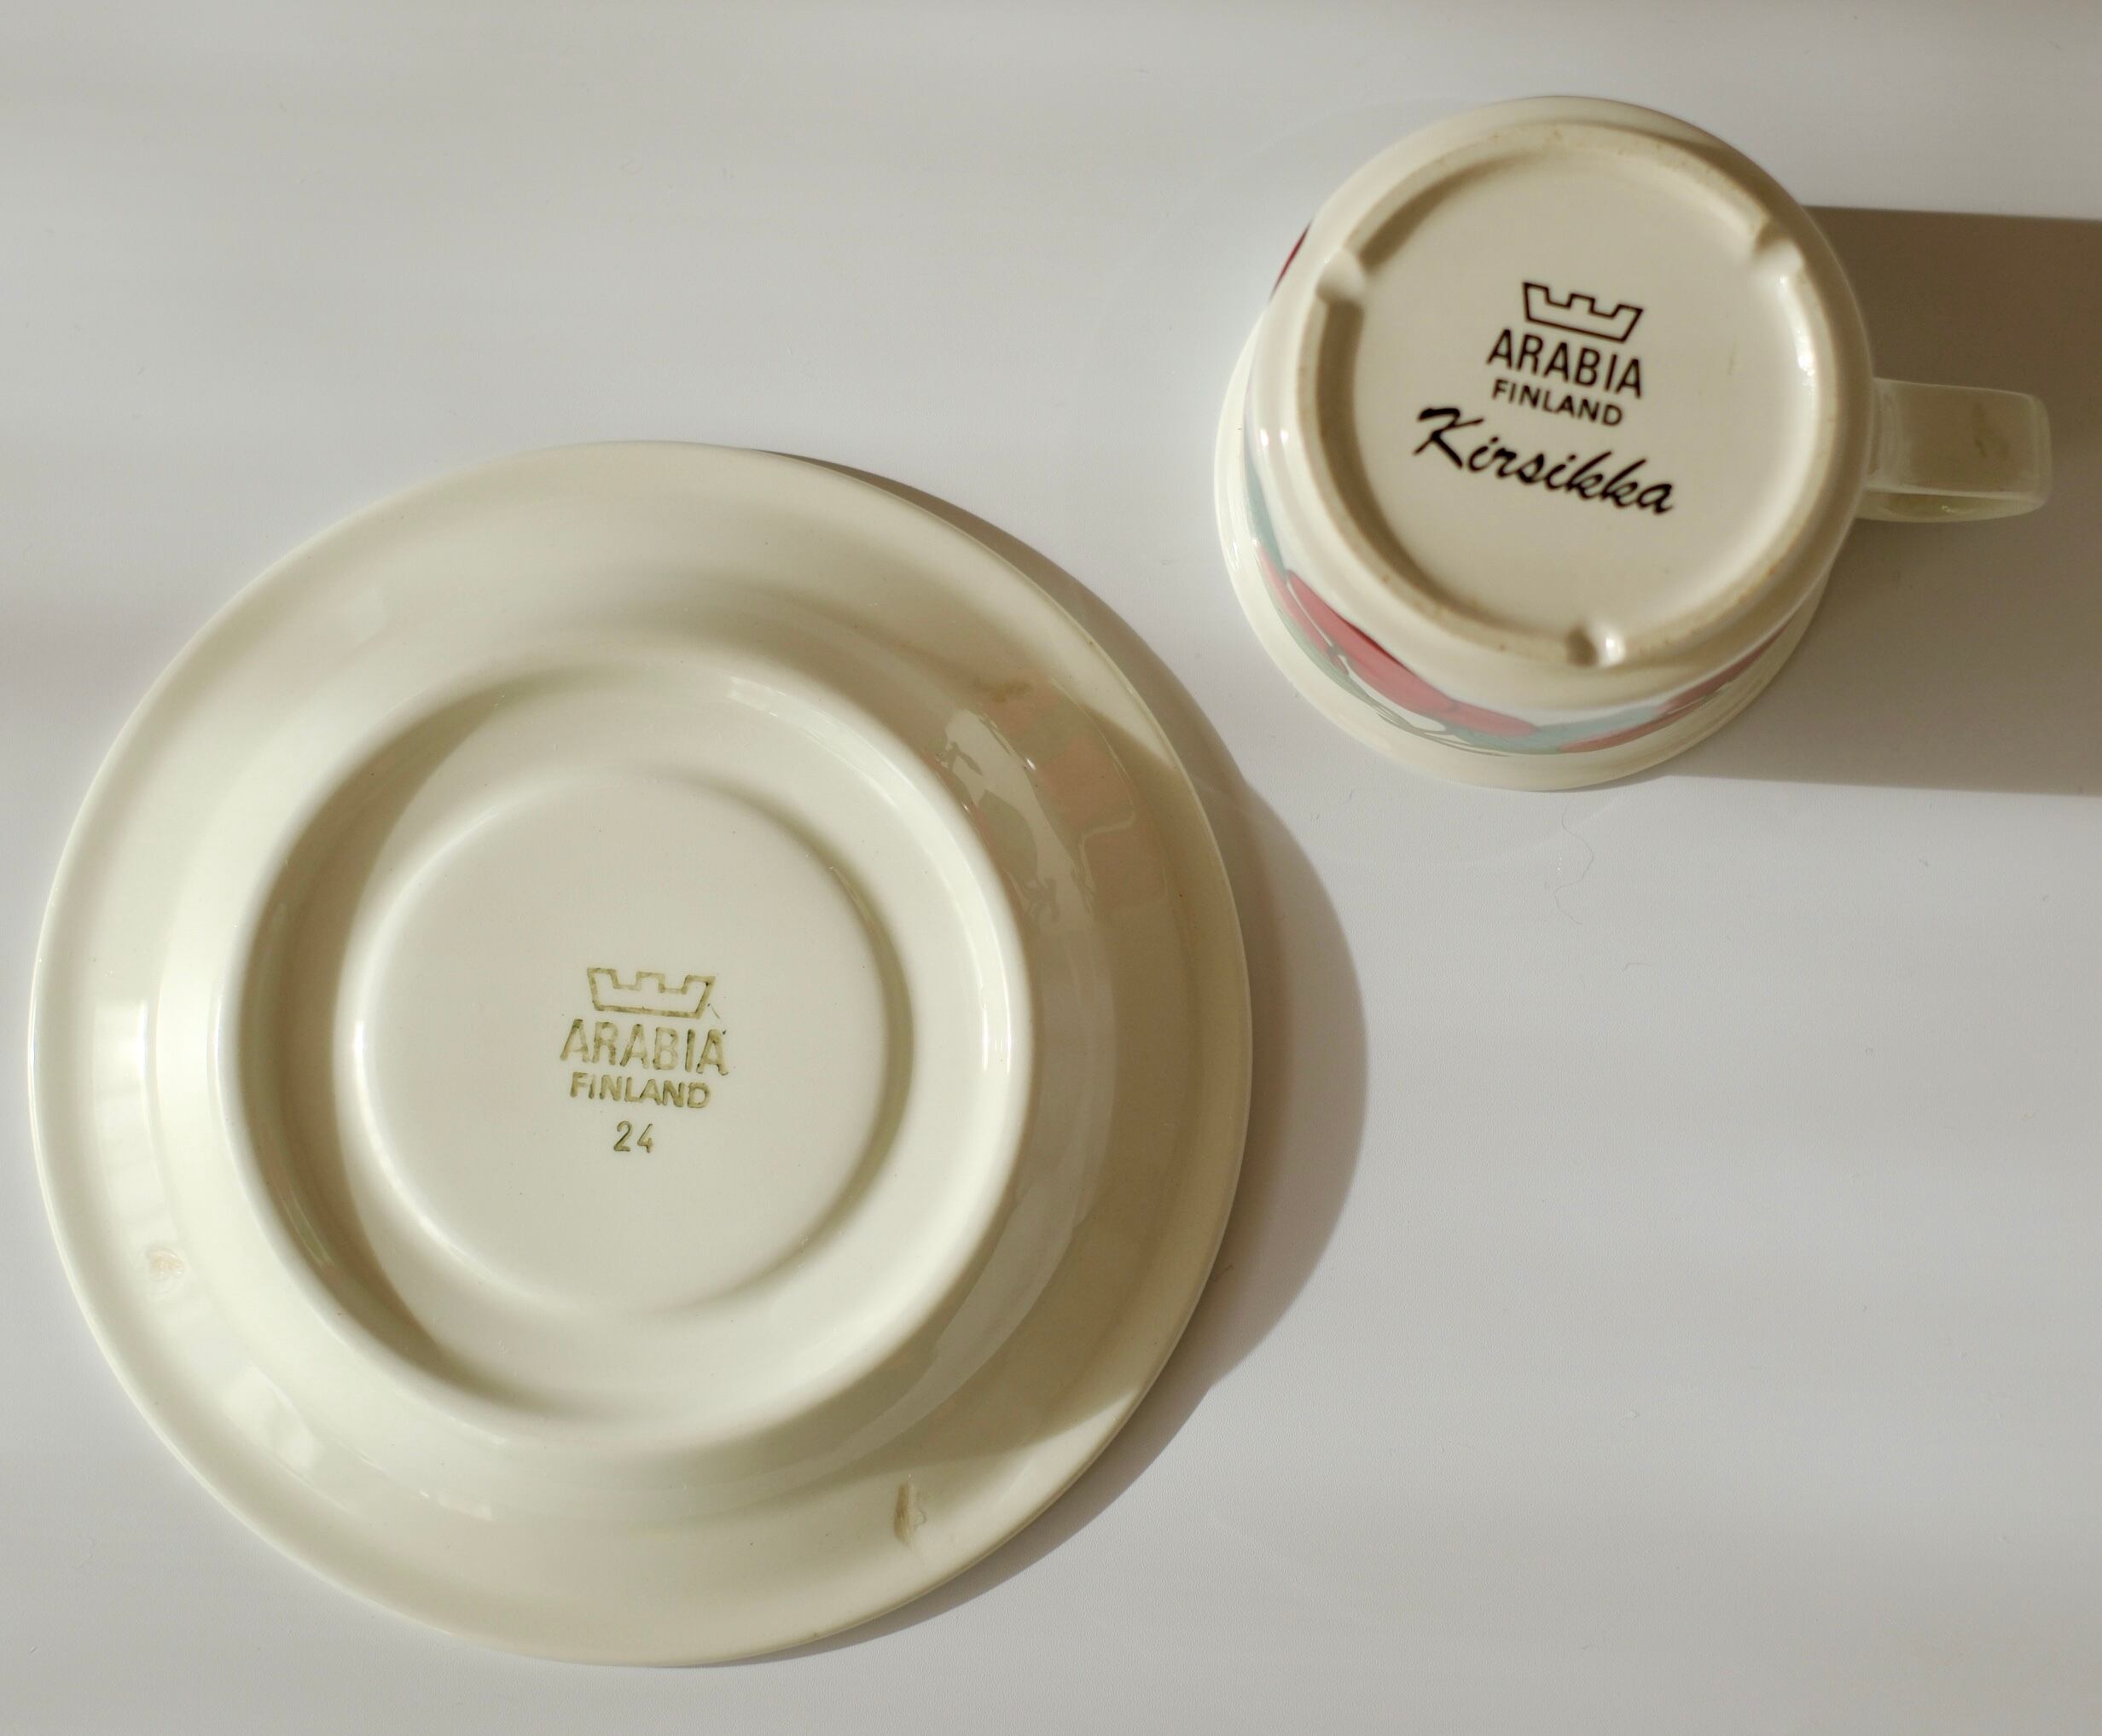 ARABIA
FINLAND
Kirsikka
ARABIA
FINLAND
24